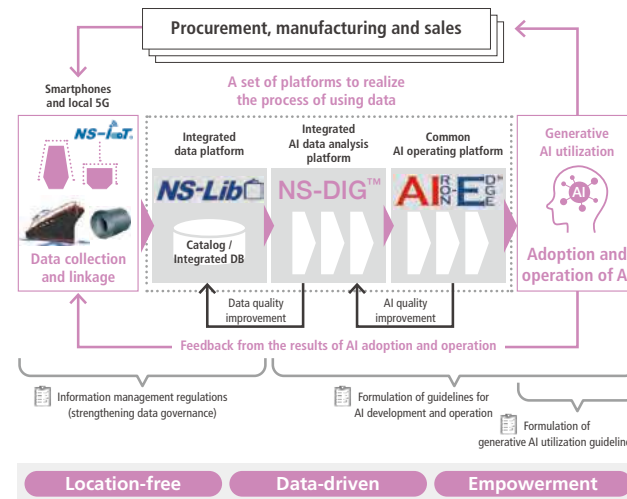 Procurement, manufacturing and sales
Smartphones
and local 5G
A set of platforms to realize
the process of using data
NS-IoT
Integrated
data platform
Integrated
AI data analysis
platform
Common
AI operating platform
Generative
AI utilization
NS-Lib
NS-DIG™
AIRON-EDGE
AI
Catalog /
Integrated DB
Data collection
and linkage
Adoption and
operation of A
Data quality
improvement
AI quality
improvement
Feedback from the results of AI adoption and operation
Information management regulations
(strengthening data governance)
Formulation of guidelines for
AI development and operation
Formulation of
generative AI utilization guideline
Location-free
Data-driven
Empowerment